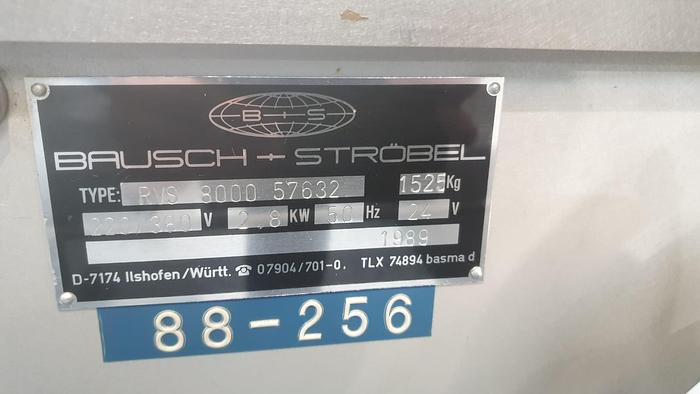 B+S
BAUSCH + STRÖBEL
TYPE: RVS 8000 57632 1525 Kg
220/380 V 2.8 KW 50 Hz 24 V
1989
D-7174 Ilshofen/Württ. ☎ 07904/701-0. TLX 74894 basma d
88-256